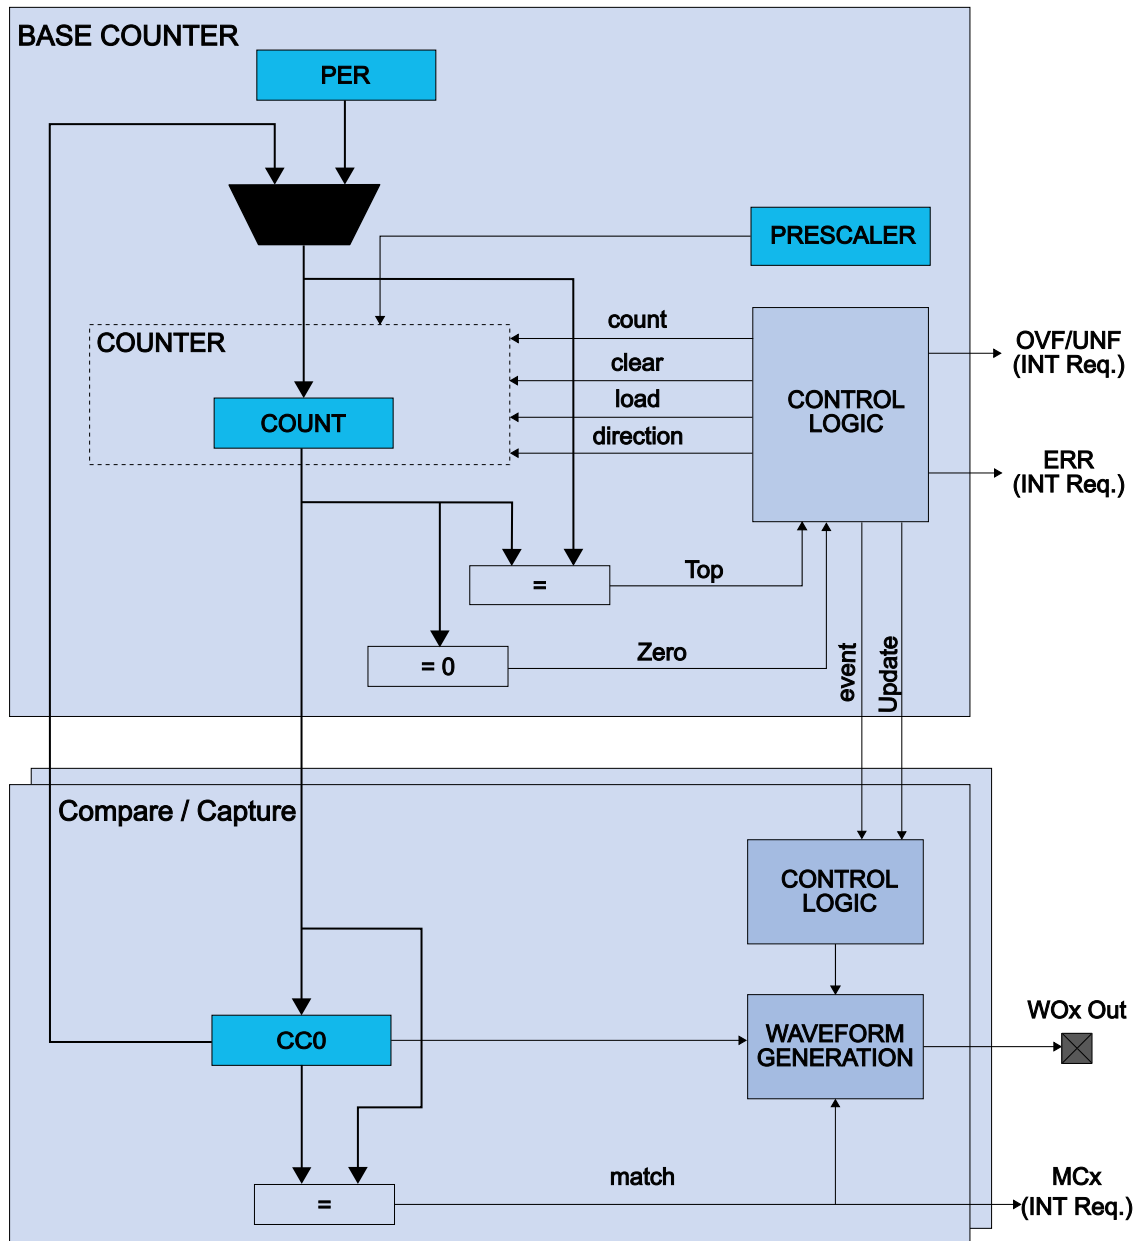 BASE COUNTER
PER
PRESCALER
COUNTER
count
clear
load
direction
COUNT
CONTROL
LOGIC
OVF/UNF
(INT Req.)
ERR
(INT Req.)
=
Top
= 0
Zero
event
Update
Compare / Capture
CONTROL
LOGIC
CC0
WAVEFORM
GENERATION
WOx Out
=
match
MCx
(INT Req.)